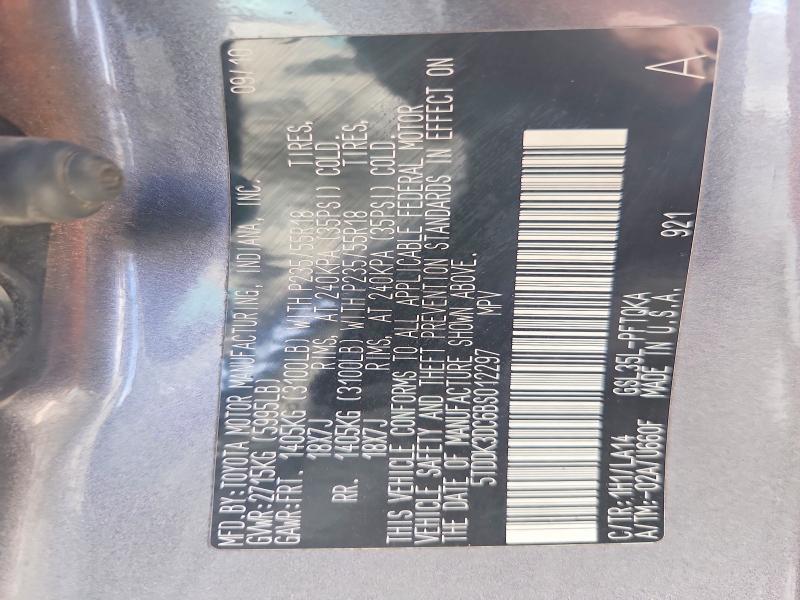 MFD.BY:TOYOTA MOTOR MANUFACTURING, INDIANA, INC. 09/10
GVWR:2715KG (5995LB)
GAWR:FRT. 1405KG (3100LB) WITH P235/55R18 TIRES,
18X7J RIMS, AT 240KPA (35PSI) COLD
RR. 1405KG (3100LB) WITH P235/55R18 TIRES,
18X7J RIMS, AT 240KPA (35PSI) COLD
THIS VEHICLE CONFORMS TO ALL APPLICABLE FEDERAL MOTOR
VEHICLE SAFETY AND THEFT PREVENTION STANDARDS IN EFFECT ON
THE DATE OF MANUFACTURE SHOWN ABOVE.
5TDDK3DC6BS012297 MPV
C/TR:1H1/LA14 GSL35L-PFTQKA
A/TM:-02A/U660F MADE IN U.S.A. 921
A